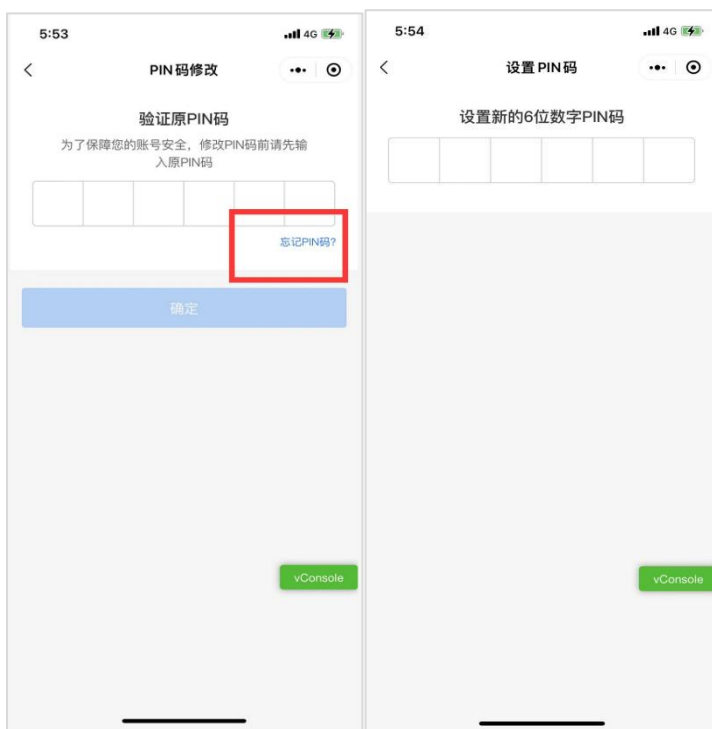 5:53
4G
PIN码修改
验证原PIN码
为了保障您的账号安全，修改PIN码前请先输
入原PIN码
忘记PIN码?
确定
vConsole
5:54
4G
设置PIN码
设置新的6位数字PIN码
vConsole